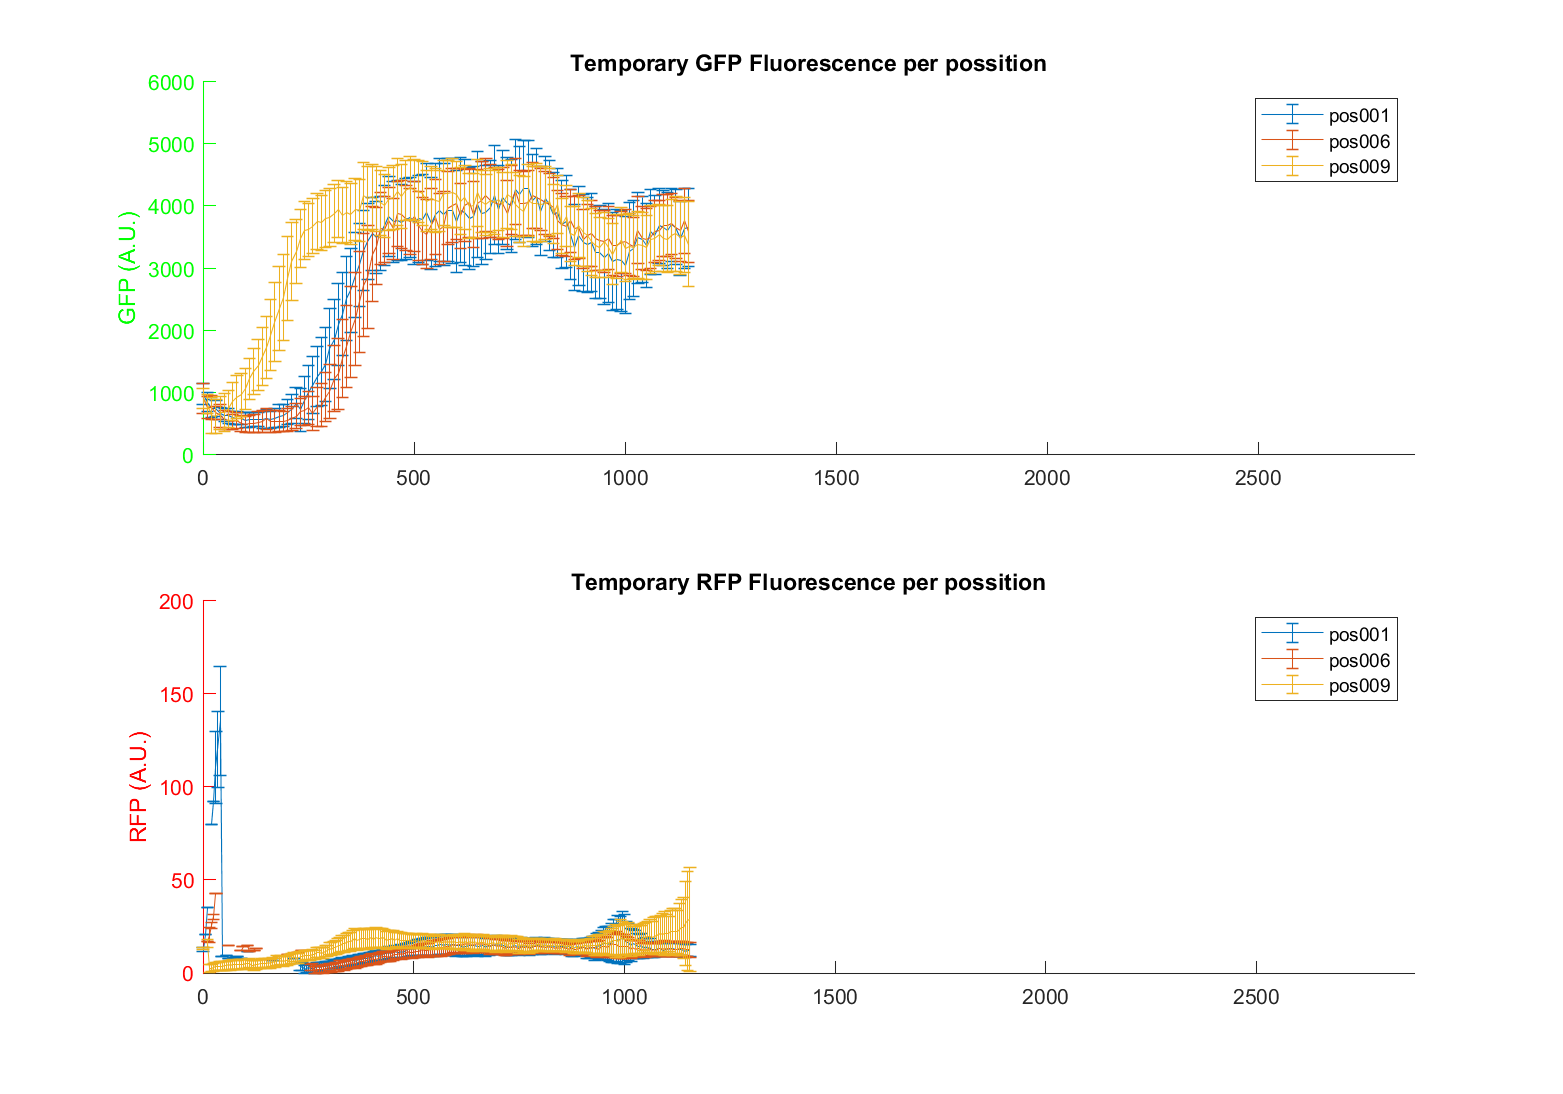 Temporary GFP Fluorescence per possition
6000
5000
4000
3000
2000
1000
0
GFP (A.U.)
pos001
pos006
pos009
0 500 1000 1500 2000 2500
Temporary RFP Fluorescence per possition
200
150
100
50
0
RFP (A.U.)
pos001
pos006
pos009
0 500 1000 1500 2000 2500